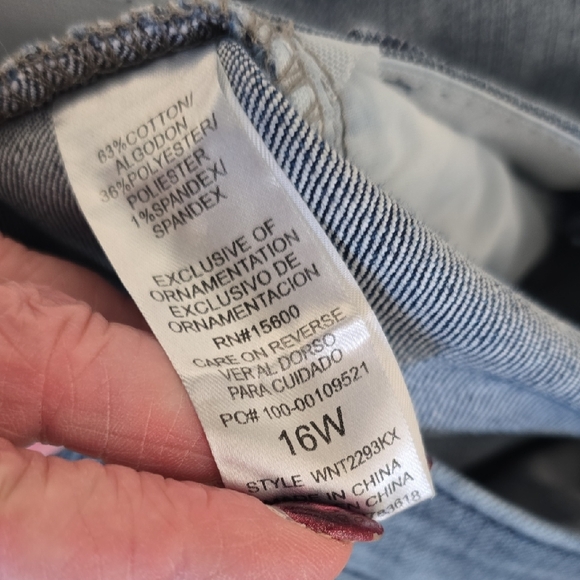 63%COTTON/
ALGODON
36%POLYESTER/
POLIESTER
1%SPANDEX/
SPANDEX
EXCLUSIVE OF
ORNAMENTATION
EXCLUSIVO DE
ORNAMENTACION
RN#15600
CARE ON REVERSE
VER AL DORSO
PARA CUIDADO
PO# 100-00109521
16W
STYLE WNT2293KX
IN CHINA
CHINA